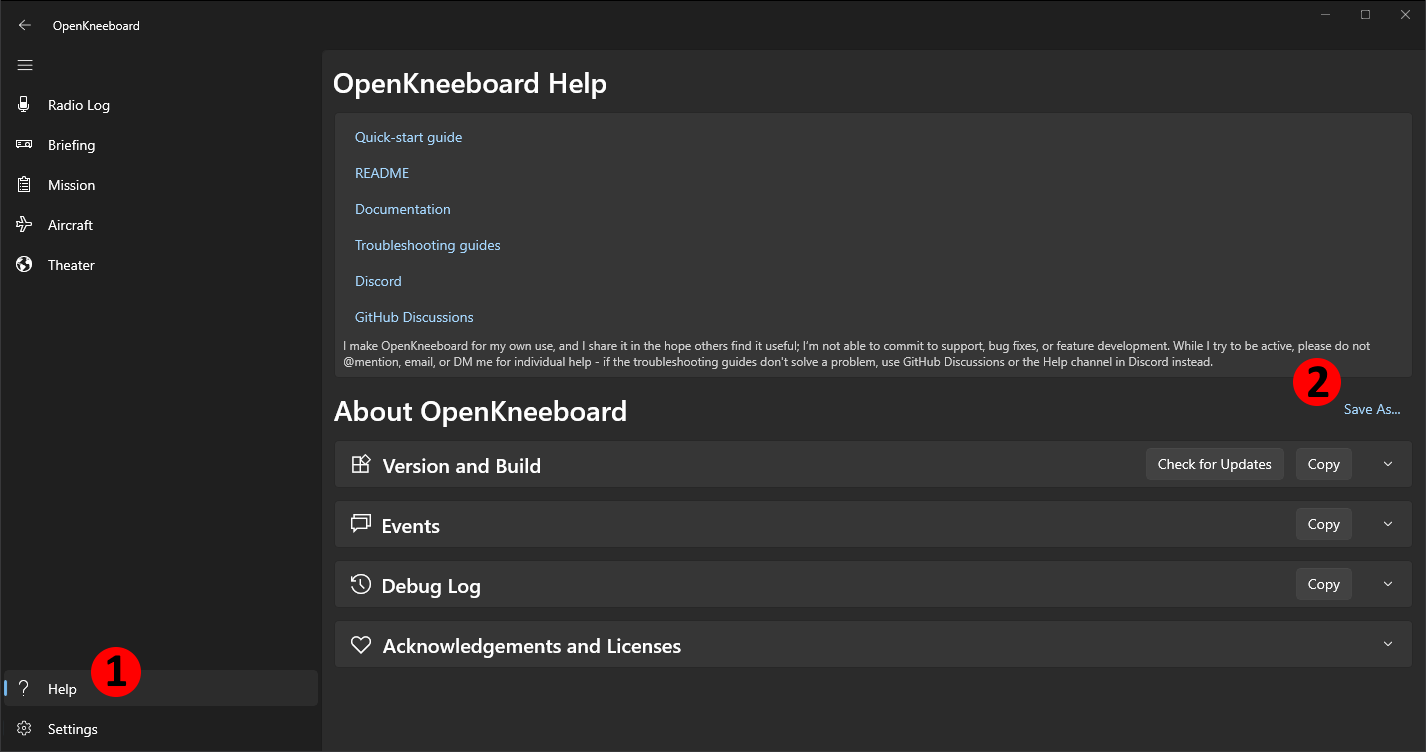 OpenKneeboard
Radio Log
Briefing
Mission
Aircraft
Theater
1
Help
Settings
OpenKneeboard Help
Quick-start guide
README
Documentation
Troubleshooting guides
Discord
GitHub Discussions
I make OpenKneeboard for my own use, and I share it in the hope others find it useful; I'm not able to commit to support, bug fixes, or feature development. While I try to be active, please do not
@mention, email, or DM me for individual help - if the troubleshooting guides don't solve a problem, use GitHub Discussions or the Help channel in Discord instead.
2
About OpenKneeboard
Save As...
Version and Build
Check for Updates
Copy
Events
Copy
Debug Log
Copy
Acknowledgements and Licenses